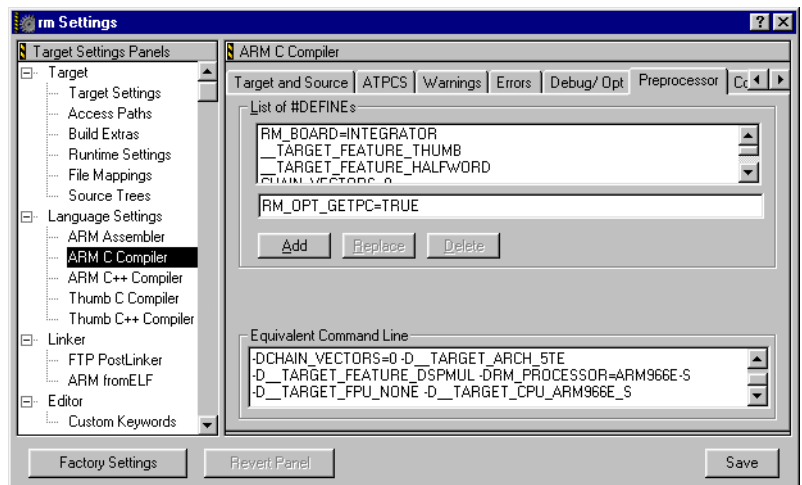 rm Settings
Target Settings Panels
Target
Target Settings
Access Paths
Build Extras
Runtime Settings
File Mappings
Source Trees
Language Settings
ARM Assembler
ARM C Compiler
ARM C++ Compiler
Thumb C Compiler
Thumb C++ Compiler
Linker
FTP PostLinker
ARM fromELF
Editor
Custom Keywords
ARM C Compiler
Target and Source ATPCS Warnings Errors Debug/ Opt Preprocessor
List of #DEFINEs
RM_BOARD=INTEGRATOR
__TARGET_FEATURE_THUMB
__TARGET_FEATURE_HALFWORD
CHAIN_VECTORS=0
RM_OPT_GETPC=TRUE
Add Replace Delete
Equivalent Command Line
-DCHAIN_VECTORS=0 -D__TARGET_ARCH_5TE
-D__TARGET_FEATURE_DSPMUL -DRM_PROCESSOR=ARM966E-S
-D__TARGET_FPU_NONE -D__TARGET_CPU_ARM966E_S
Factory Settings Revert Panel Save